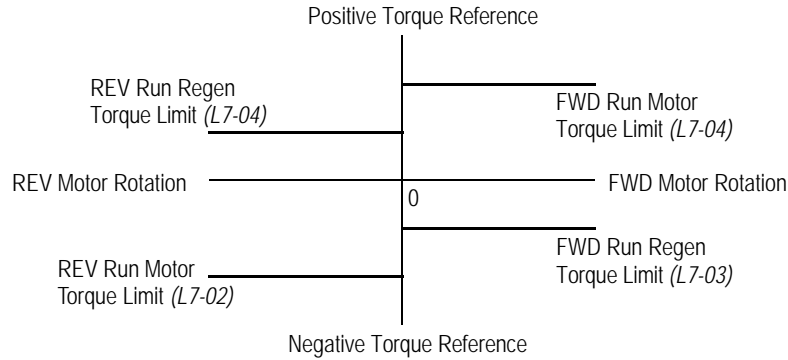 Positive Torque Reference
REV Run Regen
Torque Limit (L7-04)
FWD Run Motor
Torque Limit (L7-04)
REV Motor Rotation
0
FWD Motor Rotation
REV Run Motor
Torque Limit (L7-02)
FWD Run Regen
Torque Limit (L7-03)
Negative Torque Reference